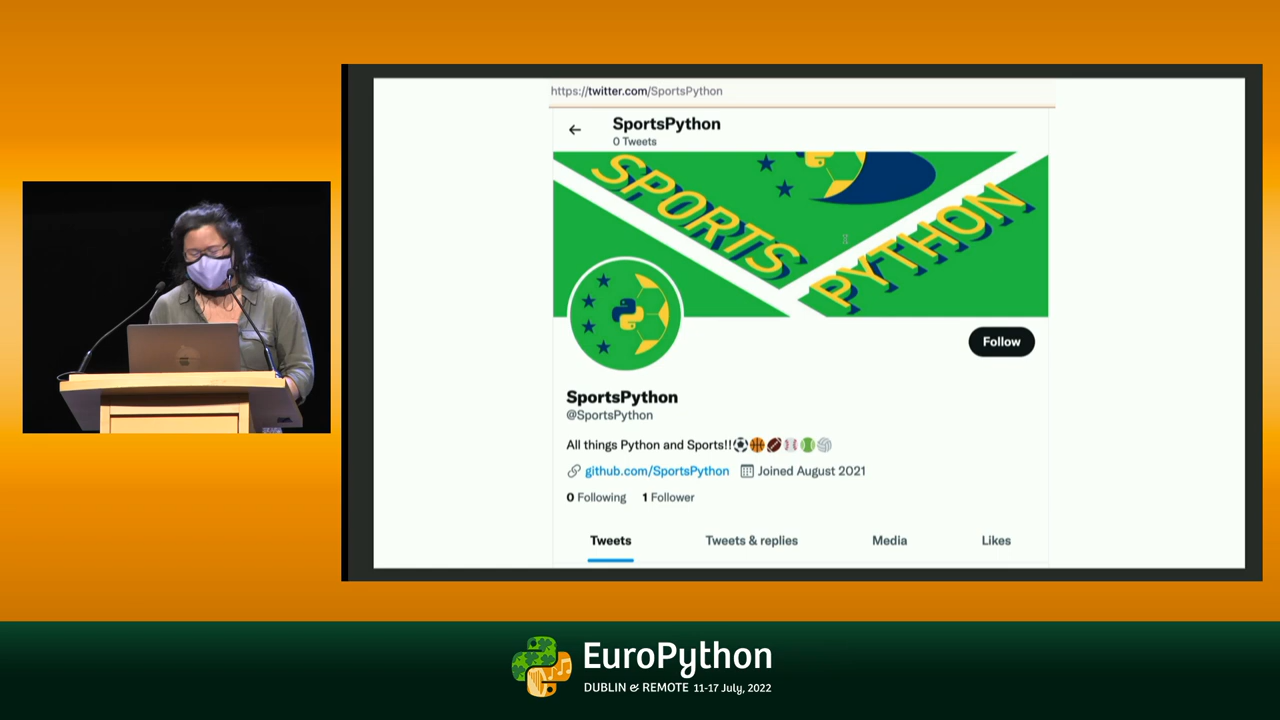 https://twitter.com/SportsPython
SportsPython
0 Tweets
SPORTS
PYTHON
Follow
SportsPython
@SportsPython
All things Python and Sports!!⚽🏀🏈⚾🎾🏐
github.com/SportsPython Joined August 2021
0 Following 1 Follower
Tweets Tweets & replies Media Likes
EuroPython
DUBLIN & REMOTE 11-17 July, 2022